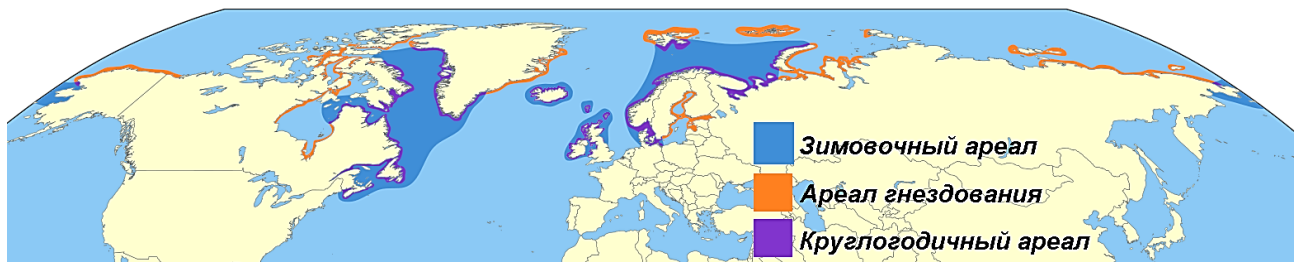 Зимовочный ареал
Ареал гнездования
Круглогодичный ареал